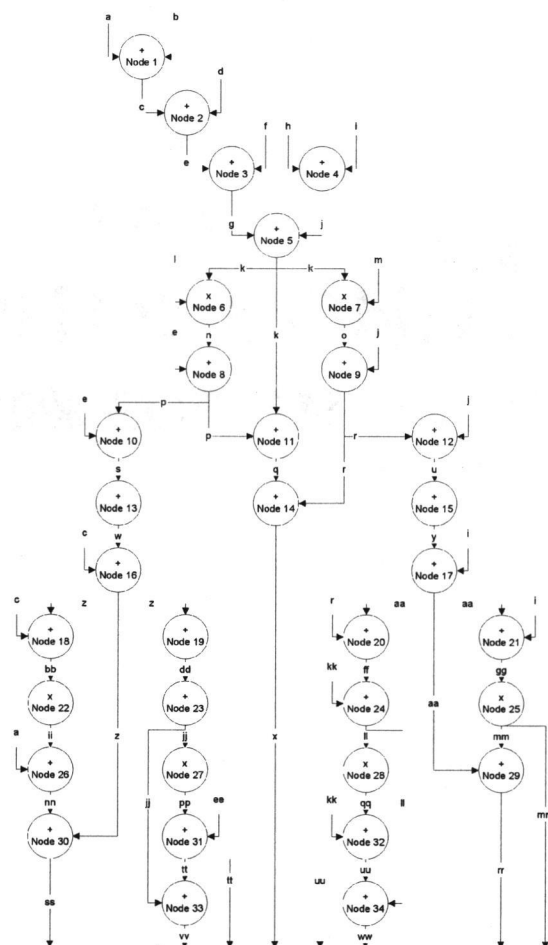 a b
+
Node 1
d
c
+
Node 2
f h i
e
+ +
Node 3 Node 4
g j
+
Node 5
l k k m
x x
Node 6 Node 7
n k o
e j
+ +
Node 8 Node 9
p
e p r j
+ + +
Node 10 Node 11 Node 12
s q r u
+ + +
Node 13 Node 14 Node 15
w y
c i
+ +
Node 16 Node 17
c z z r aa aa i
+ + + +
Node 18 Node 19 Node 20 Node 21
bb dd ff gg
kk
x + + x
Node 22 Node 23 Node 24 Node 25
aa
a ii z jj x ll mm
+ x x +
Node 26 Node 27 Node 28 Node 29
nn jj pp ee kk qq ll
+ + +
Node 30 Node 31 Node 32
tt tt uu uu rr
+ +
Node 33 Node 34
ss vv ww